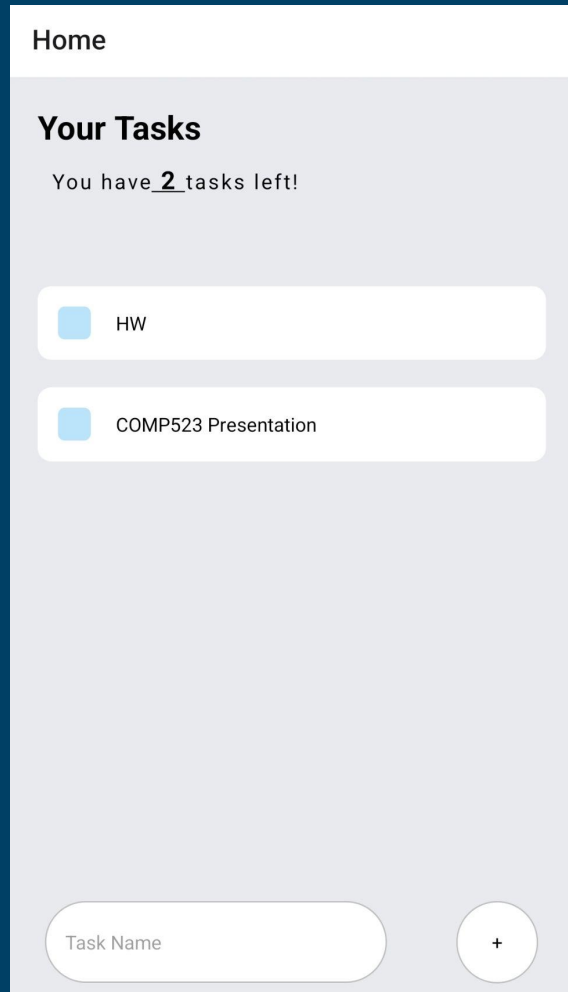 Home
Your Tasks
You have 2 tasks left!
HW
COMP523 Presentation
Task Name
+